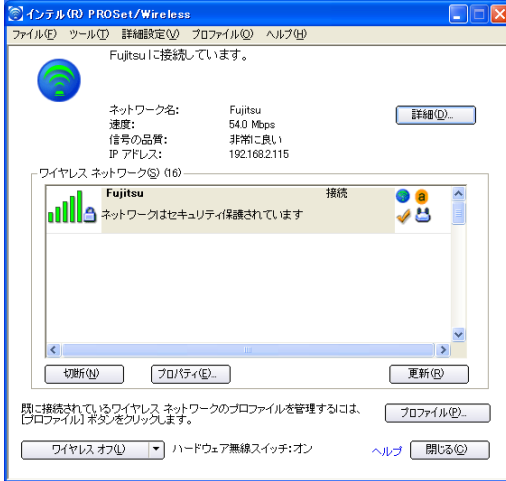 インテル(R) PROSet/Wireless
ファイル(F) ツール(T) 詳細設定(V) プロファイル(O) ヘルプ(H)
Fujitsu に接続しています。
ネットワーク名: Fujitsu
速度: 54.0 Mbps
詳細(D)...
信号の品質: 非常に良い
IP アドレス: 192.168.2.115
ワイヤレス ネットワーク(S) (16)
Fujitsu 接続
a
ネットワークはセキュリティ保護されています
切断(N) プロパティ(E)... 更新(R)
既に接続されているワイヤレス ネットワークのプロファイルを管理するには、
[プロファイル] ボタンをクリックします。
プロファイル(P)...
ワイヤレス オフ(L) ハードウェア無線スイッチ:オン ヘルプ 閉じる(C)